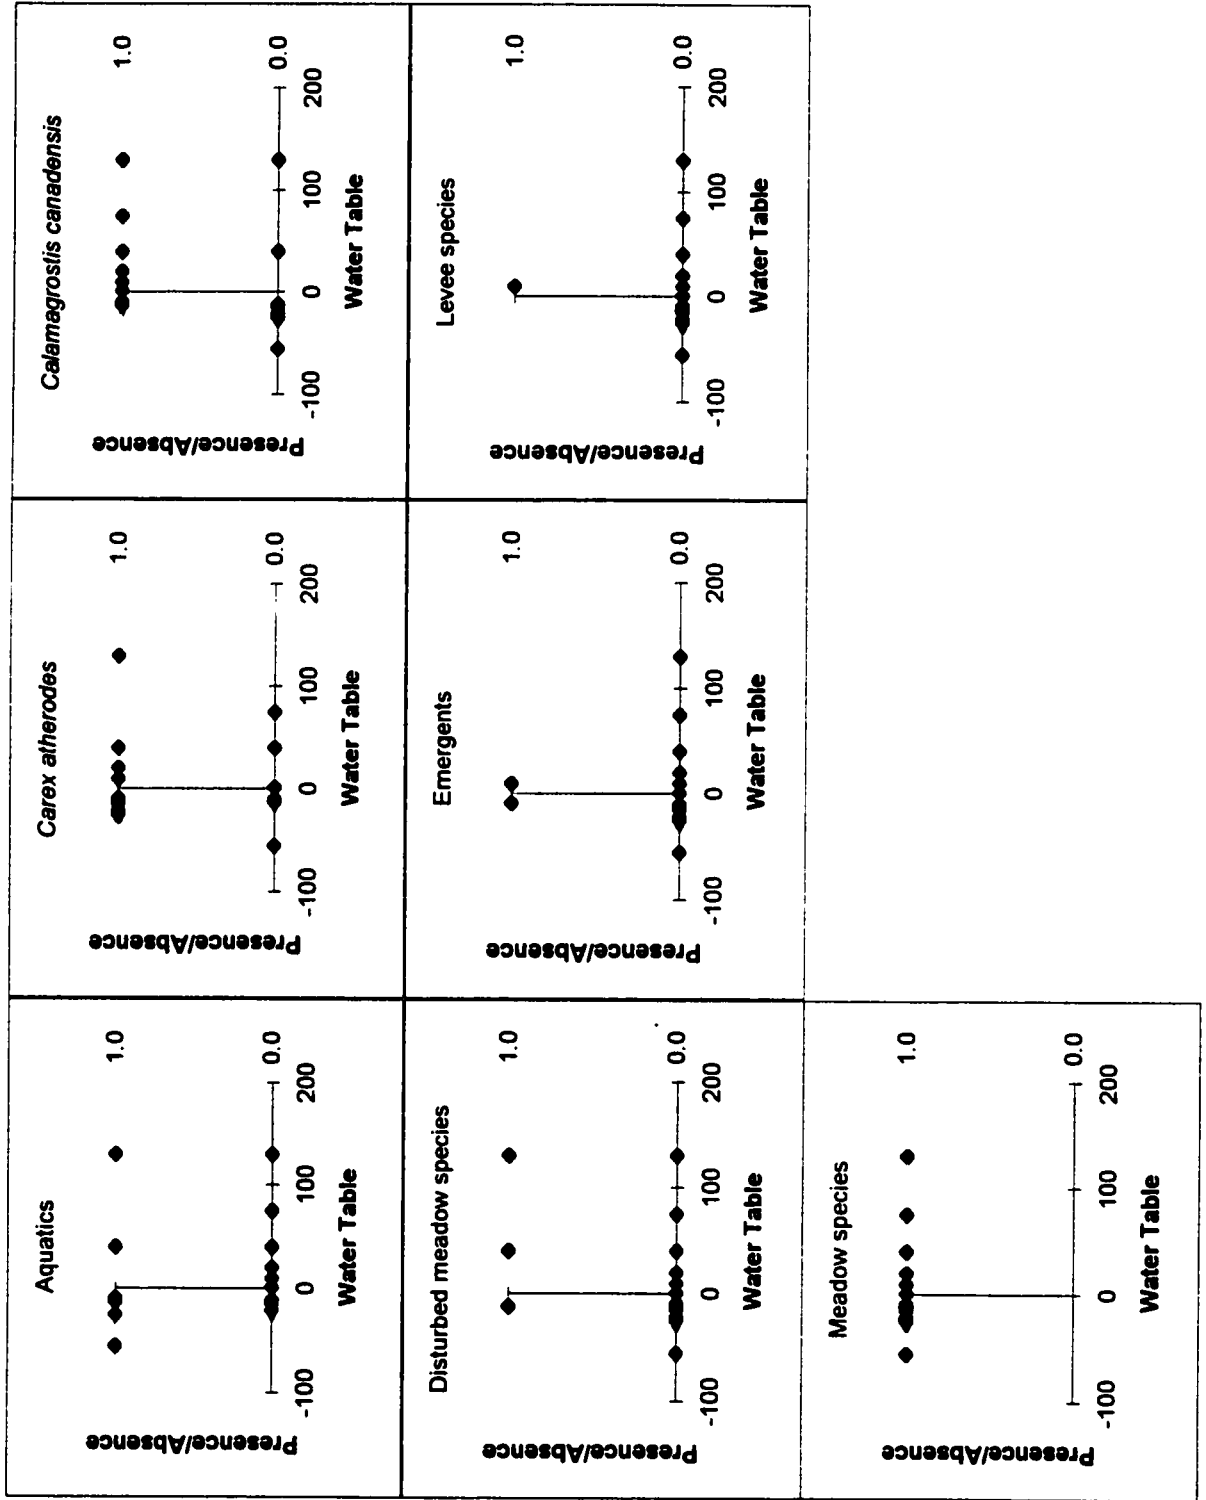 Aquatics
Presence/Absence
1.0
0.0
-100
0
100
200
Water Table
Carex atherodes
Presence/Absence
1.0
0.0
-100
0
100
200
Water Table
Calamagrostis canadensis
Presence/Absence
1.0
0.0
-100
0
100
200
Water Table
Disturbed meadow species
Presence/Absence
1.0
0.0
-100
0
100
200
Water Table
Emergents
Presence/Absence
1.0
0.0
-100
0
100
200
Water Table
Levee species
Presence/Absence
1.0
0.0
-100
0
100
200
Water Table
Meadow species
Presence/Absence
1.0
0.0
-100
0
100
200
Water Table